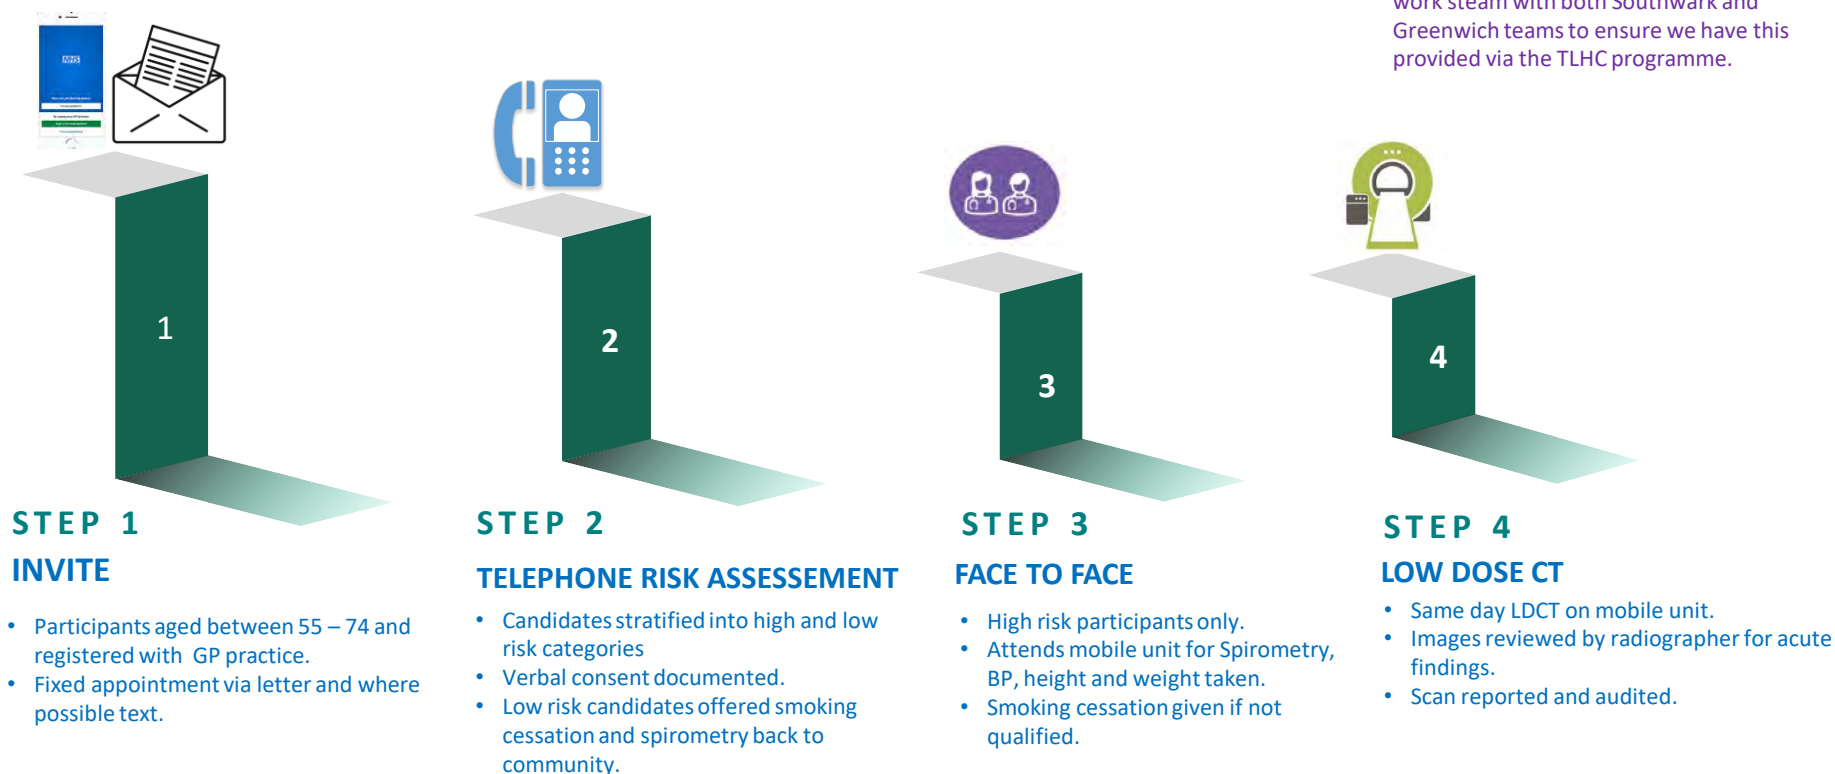 work steam with both Southwark and
Greenwich teams to ensure we have this
provided via the TLHC programme.
NHS
1
2
3
4
STEP 1
INVITE
• Participants aged between 55 – 74 and
registered with GP practice.
• Fixed appointment via letter and where
possible text.
STEP 2
TELEPHONE RISK ASSESSEMENT
• Candidates stratified into high and low
risk categories
• Verbal consent documented.
• Low risk candidates offered smoking
cessation and spirometry back to
community.
STEP 3
FACE TO FACE
• High risk participants only.
• Attends mobile unit for Spirometry,
BP, height and weight taken.
• Smoking cessation given if not
qualified.
STEP 4
LOW DOSE CT
• Same day LDCT on mobile unit.
• Images reviewed by radiographer for acute
findings.
• Scan reported and audited.